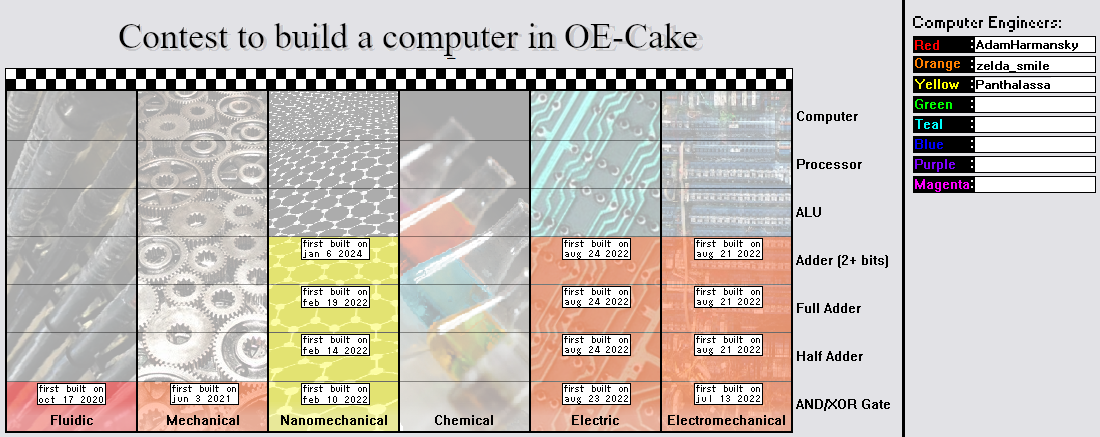 Contest to build a computer in OE-Cake
Computer Engineers:
Red : AdamHarmansky
Orange : zelda_smile
Yellow : Panthalassa
Green :
Teal :
Blue :
Purple :
Magenta:
Computer
Processor
ALU
first built on
jan 6 2024
first built on
aug 24 2022
first built on
aug 21 2022
Adder (2+ bits)
first built on
feb 19 2022
first built on
aug 24 2022
first built on
aug 21 2022
Full Adder
first built on
feb 14 2022
first built on
aug 24 2022
first built on
aug 21 2022
Half Adder
first built on
oct 17 2020
first built on
jun 3 2021
first built on
feb 10 2022
first built on
aug 23 2022
first built on
jul 13 2022
AND/XOR Gate
Fluidic
Mechanical
Nanomechanical
Chemical
Electric
Electromechanical